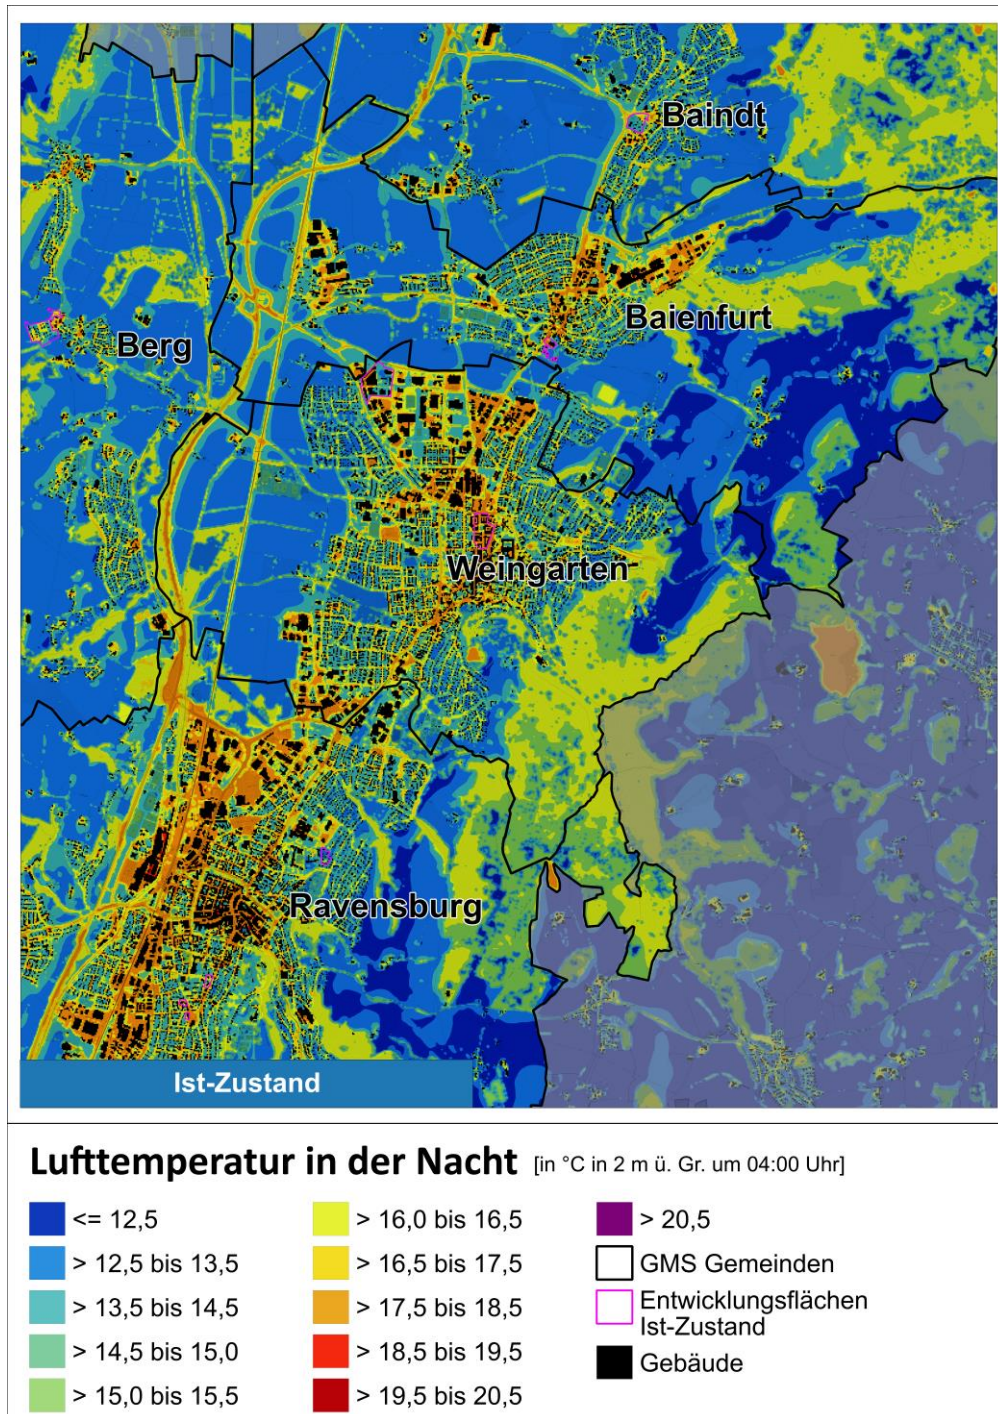 Baindt
Baienfurt
Berg
Weingarten
Ravensburg
Ist-Zustand
Lufttemperatur in der Nacht [in °C in 2 m ü. Gr. um 04:00 Uhr]
<= 12,5
> 12,5 bis 13,5
> 13,5 bis 14,5
> 14,5 bis 15,0
> 15,0 bis 15,5
> 16,0 bis 16,5
> 16,5 bis 17,5
> 17,5 bis 18,5
> 18,5 bis 19,5
> 19,5 bis 20,5
> 20,5
GMS Gemeinden
Entwicklungsflächen
Ist-Zustand
Gebäude